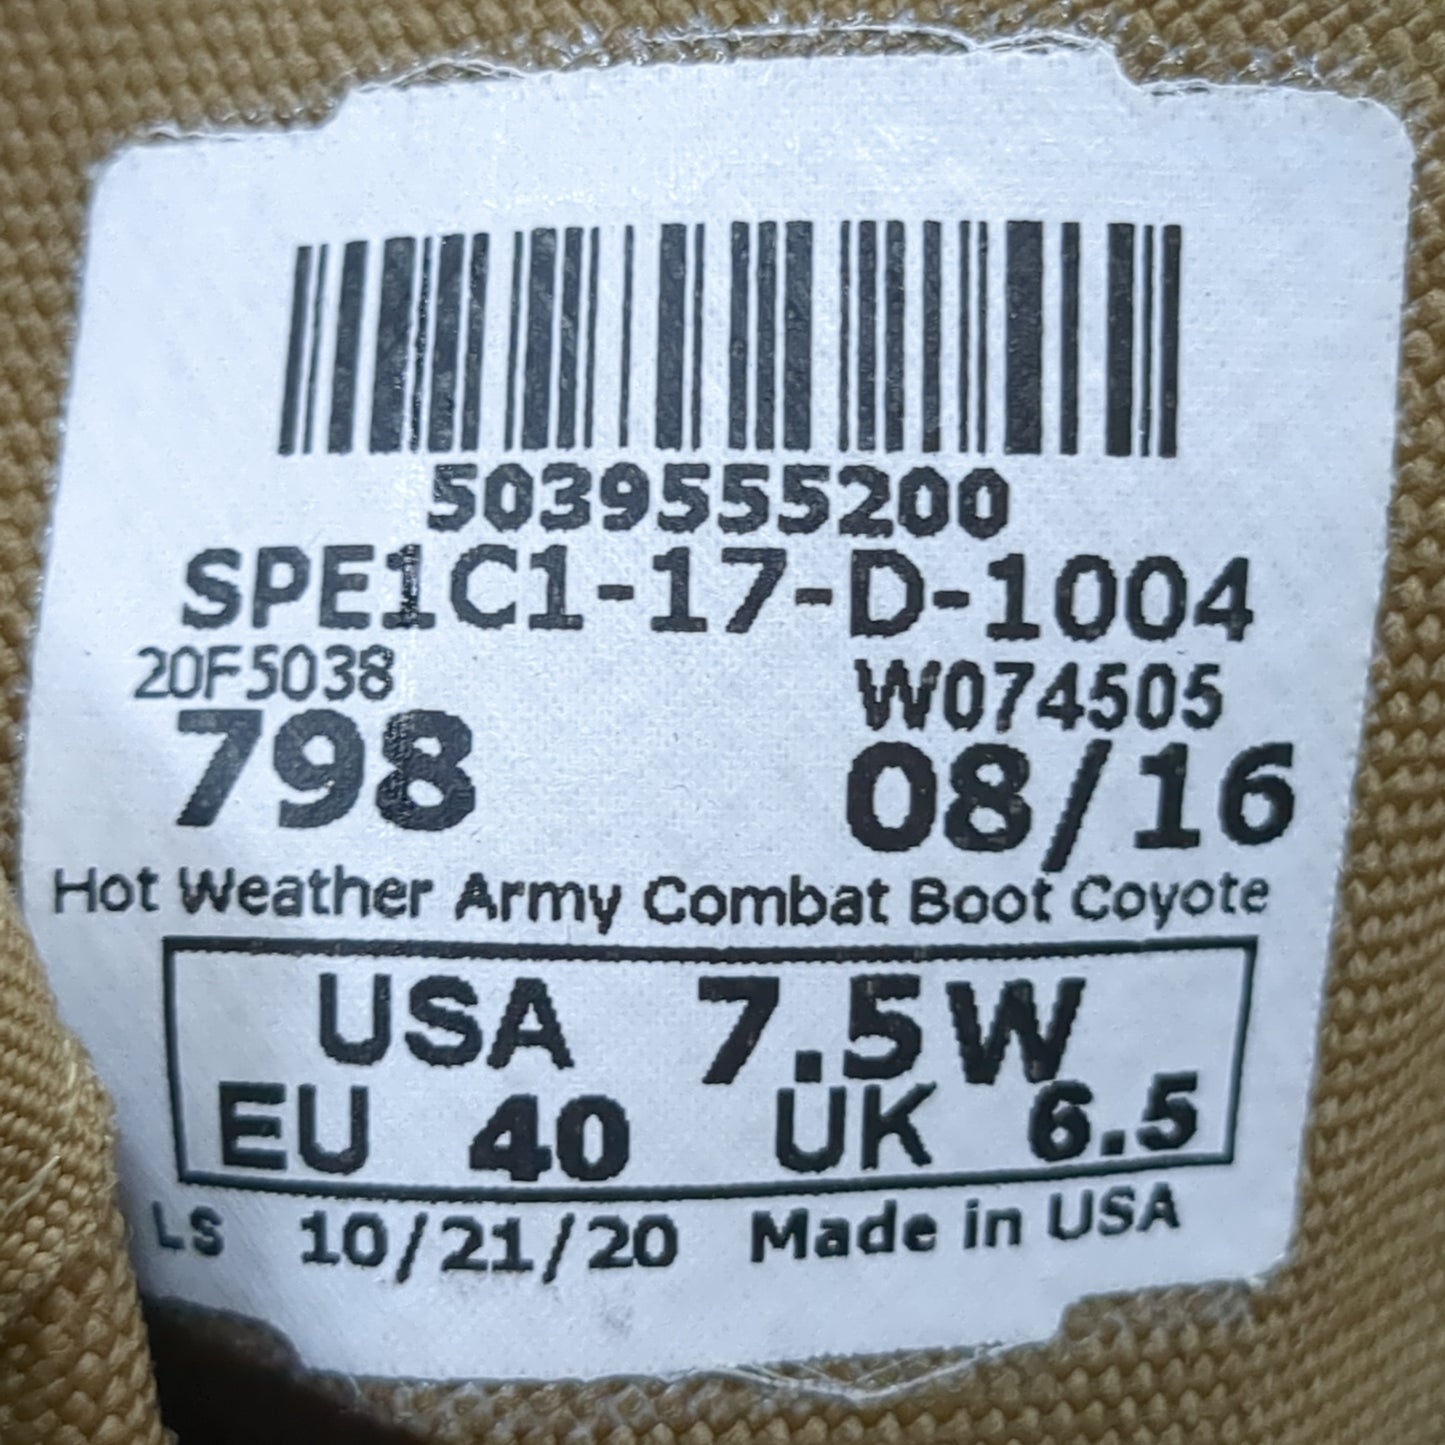 5039555200
SPE1C1-17-D-1004
20F5038 W074505
798 08/16
Hot Weather Army Combat Boot Coyote
USA 7.5W
EU 40 UK 6.5
LS 10/21/20 Made in USA